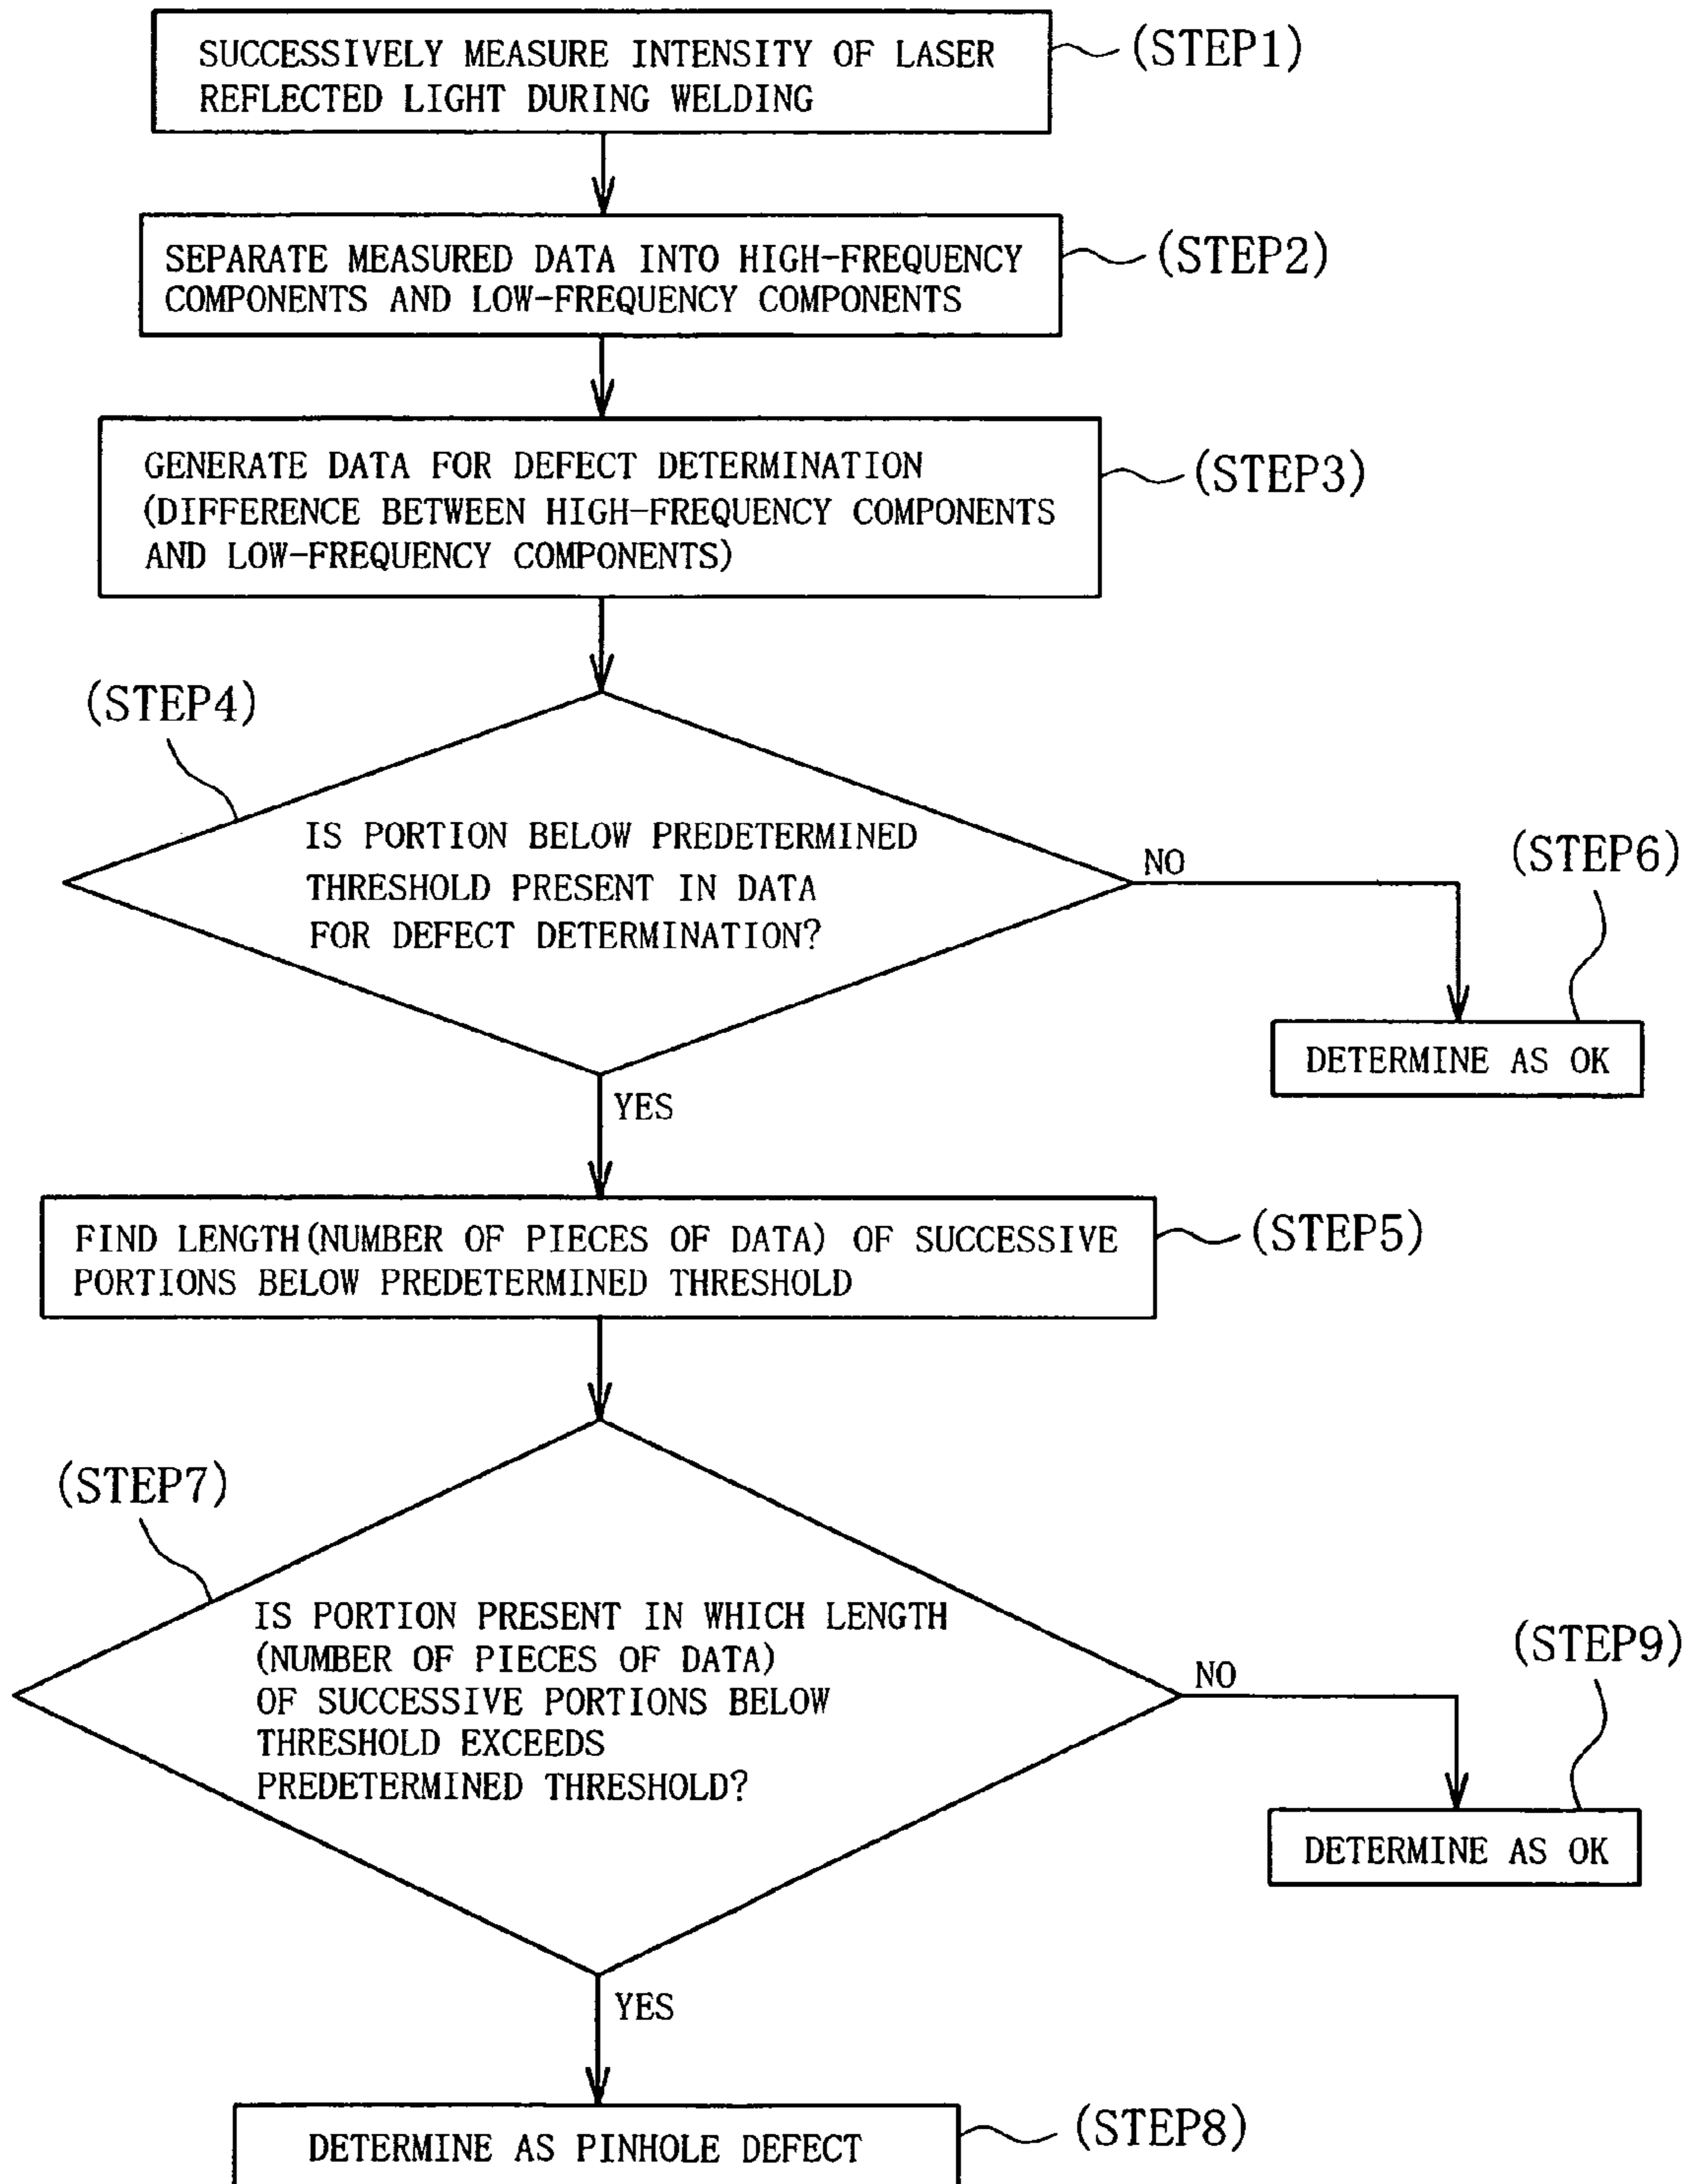 SUCCESSIVELY MEASURE INTENSITY OF LASER
REFLECTED LIGHT DURING WELDING
(STEP1)
SEPARATE MEASURED DATA INTO HIGH-FREQUENCY
COMPONENTS AND LOW-FREQUENCY COMPONENTS
(STEP2)
GENERATE DATA FOR DEFECT DETERMINATION
(DIFFERENCE BETWEEN HIGH-FREQUENCY COMPONENTS
AND LOW-FREQUENCY COMPONENTS)
(STEP3)
(STEP4)
IS PORTION BELOW PREDETERMINED
THRESHOLD PRESENT IN DATA
FOR DEFECT DETERMINATION?
NO
(STEP6)
DETERMINE AS OK
YES
FIND LENGTH(NUMBER OF PIECES OF DATA) OF SUCCESSIVE
PORTIONS BELOW PREDETERMINED THRESHOLD
(STEP5)
(STEP7)
IS PORTION PRESENT IN WHICH LENGTH
(NUMBER OF PIECES OF DATA)
OF SUCCESSIVE PORTIONS BELOW
THRESHOLD EXCEEDS
PREDETERMINED THRESHOLD?
NO
(STEP9)
DETERMINE AS OK
YES
DETERMINE AS PINHOLE DEFECT
(STEP8)